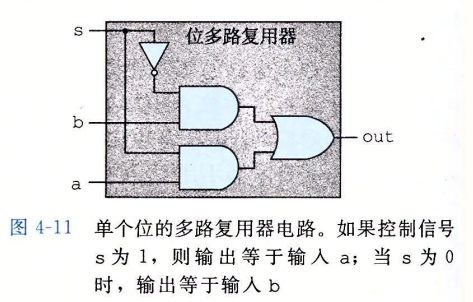 s
位多路复用器
b
out
a
图 4-11 单个位的多路复用器电路。如果控制信号
s 为 1，则输出等于输入 a；当 s 为 0
时，输出等于输入 b